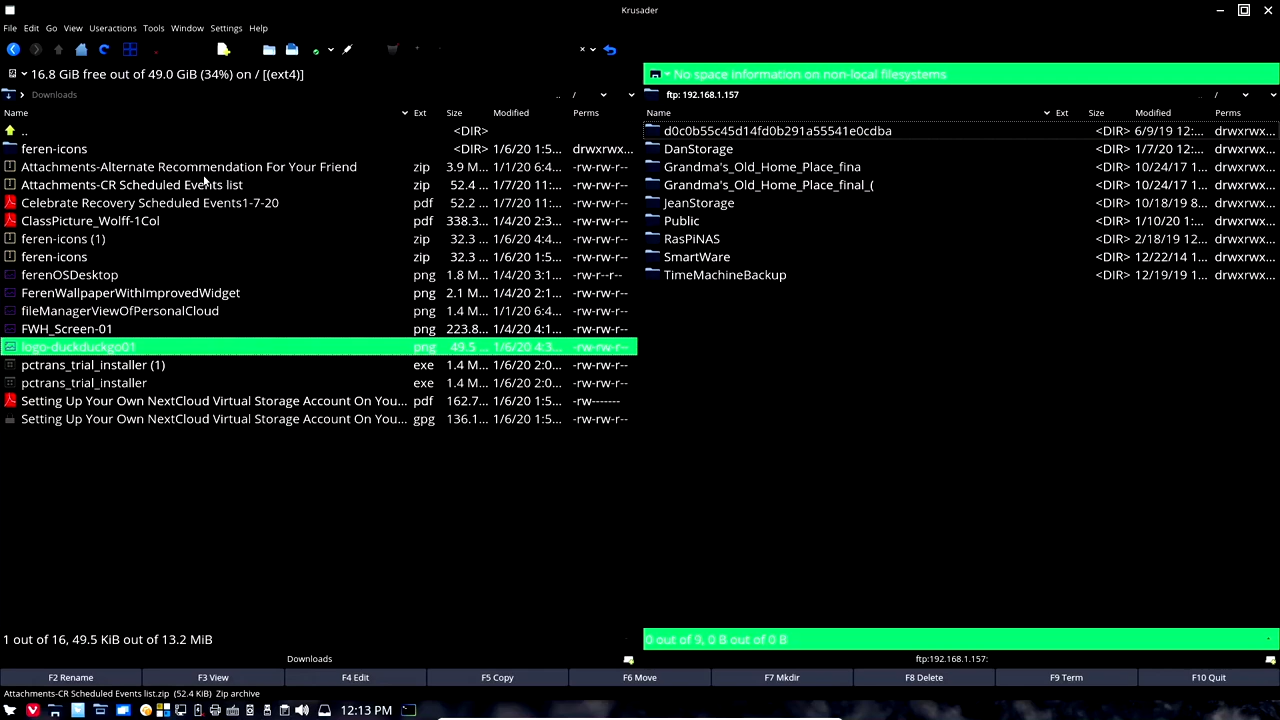 Krusader
File Edit Go View Useractions Tools Window Settings Help
16.8 GiB free out of 49.0 GiB (34%) on / [(ext4)]
No space information on non-local filesystems
Downloads .. /
ftp: 192.168.1.157 .. /
Name Ext Size Modified Perms
Name Ext Size Modified Perms
.. <DIR>
feren-icons <DIR> 1/6/20 1:5... drwxrwx...
Attachments-Alternate Recommendation For Your Friend zip 3.9 M... 1/1/20 6:4... -rw-rw-r--
Attachments-CR Scheduled Events list zip 52.4 ... 1/7/20 11:... -rw-rw-r--
Celebrate Recovery Scheduled Events1-7-20 pdf 52.2 ... 1/7/20 11:... -rw-rw-r--
ClassPicture_Wolff-1Col pdf 338.3... 1/4/20 2:3... -rw-rw-r--
feren-icons (1) zip 32.3 ... 1/6/20 4:4... -rw-rw-r--
feren-icons zip 32.3 ... 1/6/20 1:5... -rw-rw-r--
ferenOSDesktop png 1.8 M... 1/4/20 3:1... -rw-r--r--
FerenWallpaperWithImprovedWidget png 2.1 M... 1/4/20 2:1... -rw-rw-r--
fileManagerViewOfPersonalCloud png 1.4 M... 1/1/20 6:4... -rw-rw-r--
FWH_Screen-01 png 223.8... 1/4/20 4:1... -rw-rw-r--
logo-duckduckgo01 png 49.5 ... 1/6/20 4:3... -rw-rw-r--
pctrans_trial_installer (1) exe 1.4 M... 1/6/20 2:0... -rw-rw-r--
pctrans_trial_installer exe 1.4 M... 1/6/20 2:0... -rw-rw-r--
Setting Up Your Own NextCloud Virtual Storage Account On You... pdf 162.7... 1/6/20 1:5... -rw-------
Setting Up Your Own NextCloud Virtual Storage Account On You... gpg 136.1... 1/6/20 1:5... -rw-rw-r--
d0c0b55c45d14fd0b291a55541e0cdba <DIR> 6/9/19 12:... drwxrwx...
DanStorage <DIR> 1/7/20 12:... drwxrwx...
Grandma's_Old_Home_Place_fina <DIR> 10/24/17 1... drwxrwx...
Grandma's_Old_Home_Place_final_( <DIR> 10/24/17 1... drwxrwx...
JeanStorage <DIR> 10/18/19 8... drwxrwx...
Public <DIR> 1/10/20 1:... drwxrwx...
RasPiNAS <DIR> 2/18/19 12... drwxrwx...
SmartWare <DIR> 12/22/14 1... drwxrwx...
TimeMachineBackup <DIR> 12/19/19 1... drwxrwx...
1 out of 16, 49.5 KiB out of 13.2 MiB
0 out of 9, 0 B out of 0 B
Downloads
ftp:192.168.1.157:
F2 Rename F3 View F4 Edit F5 Copy F6 Move F7 Mkdir F8 Delete F9 Term F10 Quit
Attachments-CR Scheduled Events list.zip (52.4 KiB) Zip archive
12:13 PM